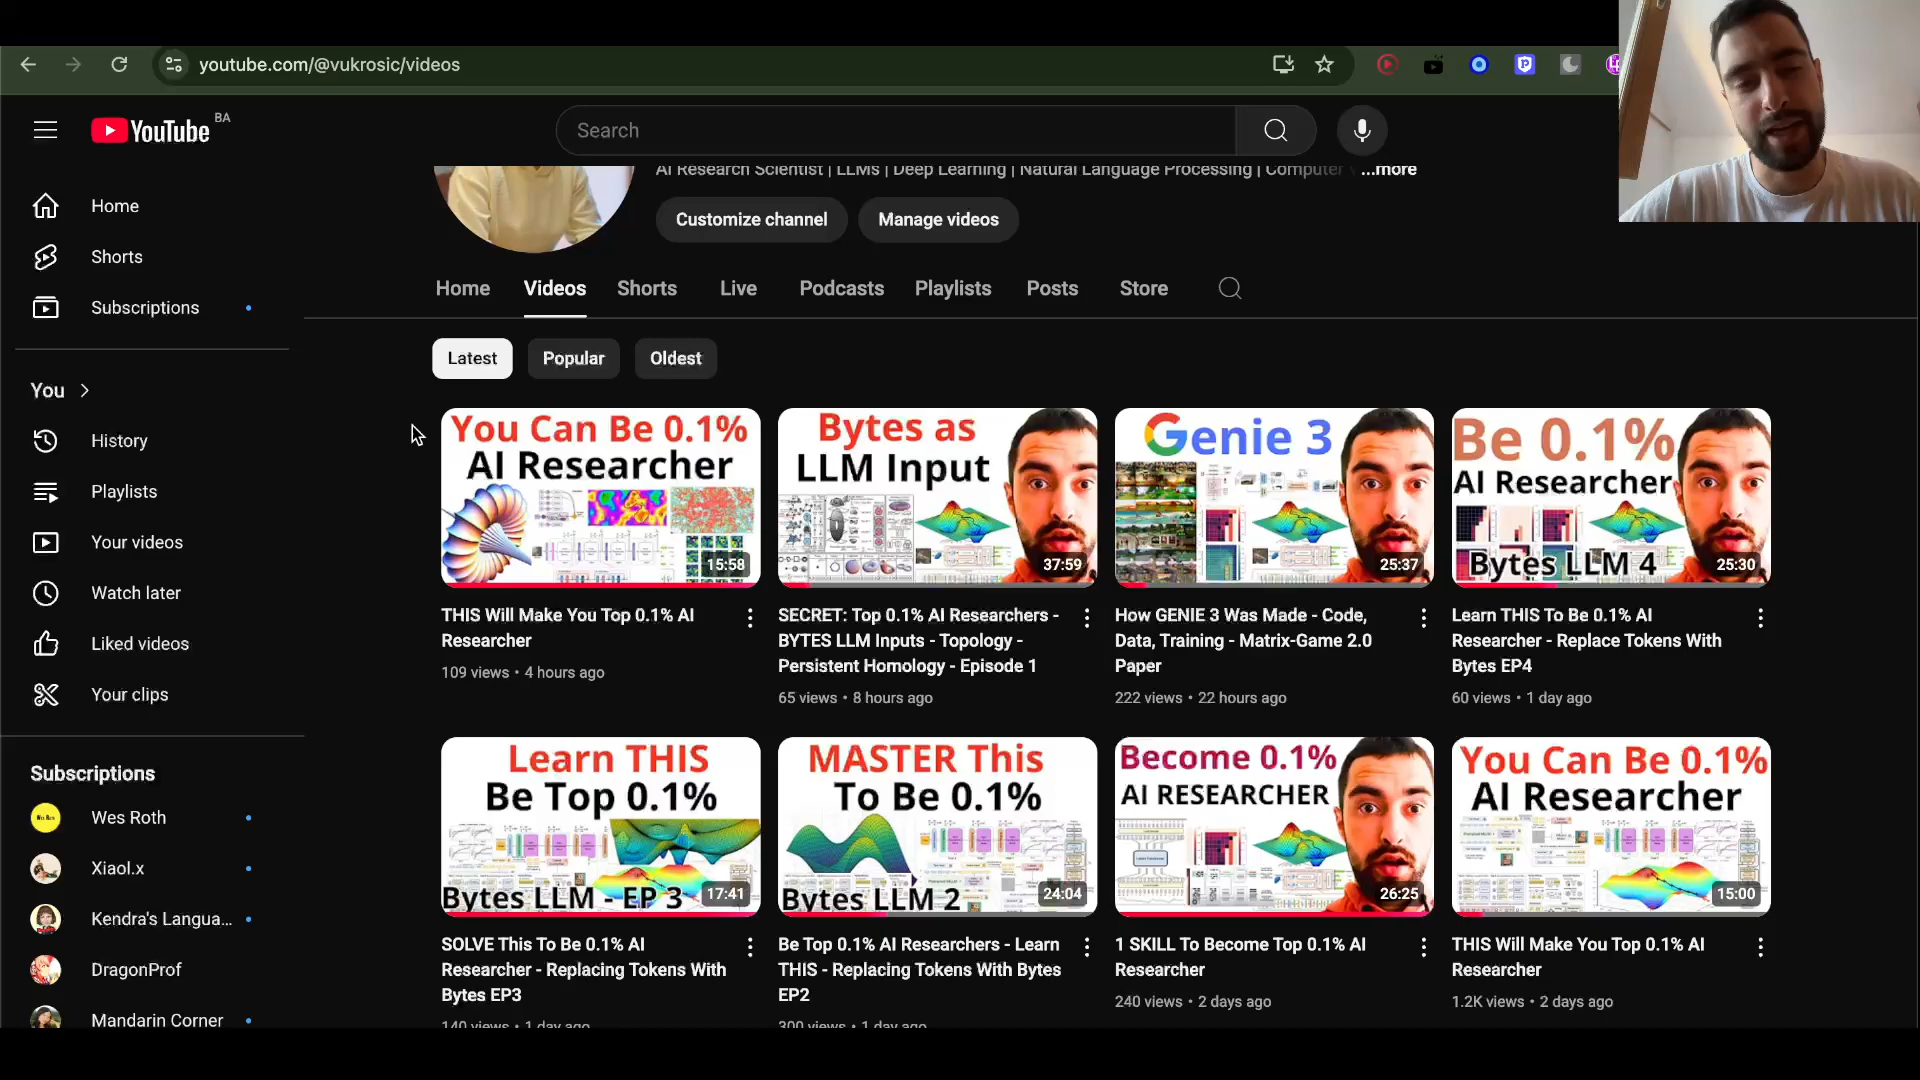 youtube.com/@vukrosic/videos
YouTube BA
Search
AI Research Scientist | LLMs | Deep Learning | Natural Language Processing | Computer ...more
Customize channel
Manage videos
Home
Shorts
Subscriptions
You
History
Playlists
Your videos
Watch later
Liked videos
Your clips
Subscriptions
Wes Roth
Xiaol.x
Kendra's Langua...
DragonProf
Mandarin Corner
Home Videos Shorts Live Podcasts Playlists Posts Store
Latest Popular Oldest
You Can Be 0.1%
AI Researcher
15:58
THIS Will Make You Top 0.1% AI
Researcher
109 views • 4 hours ago
Bytes as
LLM Input
37:59
SECRET: Top 0.1% AI Researchers -
BYTES LLM Inputs - Topology -
Persistent Homology - Episode 1
65 views • 8 hours ago
Genie 3
25:37
How GENIE 3 Was Made - Code,
Data, Training - Matrix-Game 2.0
Paper
222 views • 22 hours ago
Be 0.1%
AI Researcher
Bytes LLM 4
25:30
Learn THIS To Be 0.1% AI
Researcher - Replace Tokens With
Bytes EP4
60 views • 1 day ago
Learn THIS
Be Top 0.1%
Bytes LLM - EP 3
17:41
SOLVE This To Be 0.1% AI
Researcher - Replacing Tokens With
Bytes EP3
140 views • 1 day ago
MASTER This
To Be 0.1%
Bytes LLM 2
24:04
Be Top 0.1% AI Researchers - Learn
THIS - Replacing Tokens With Bytes
EP2
300 views • 1 day ago
Become 0.1%
AI RESEARCHER
26:25
1 SKILL To Become Top 0.1% AI
Researcher
240 views • 2 days ago
You Can Be 0.1%
AI Researcher
15:00
THIS Will Make You Top 0.1% AI
Researcher
1.2K views • 2 days ago